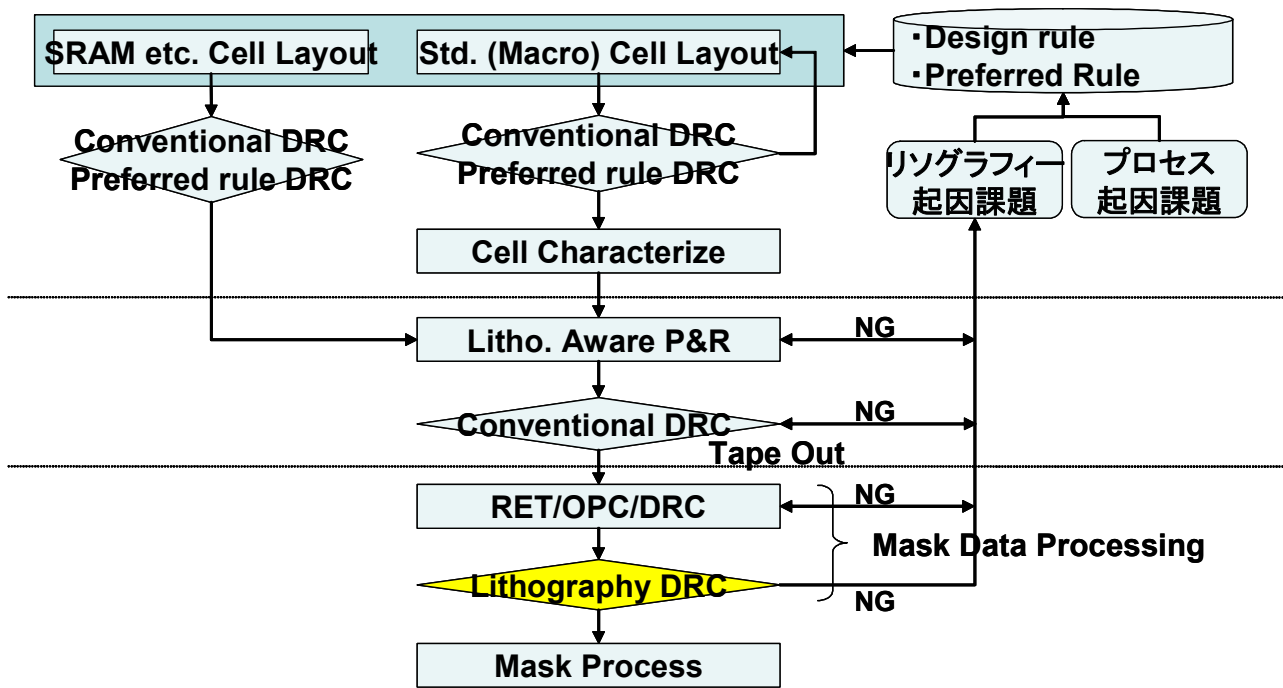 SRAM etc. Cell Layout
Std. (Macro) Cell Layout
・Design rule
・Preferred Rule
Conventional DRC
Preferred rule DRC
Conventional DRC
Preferred rule DRC
リソグラフィー
起因課題
プロセス
起因課題
Cell Characterize
Litho. Aware P&R
NG
Conventional DRC
NG
Tape Out
RET/OPC/DRC
NG
Mask Data Processing
Lithography DRC
NG
Mask Process